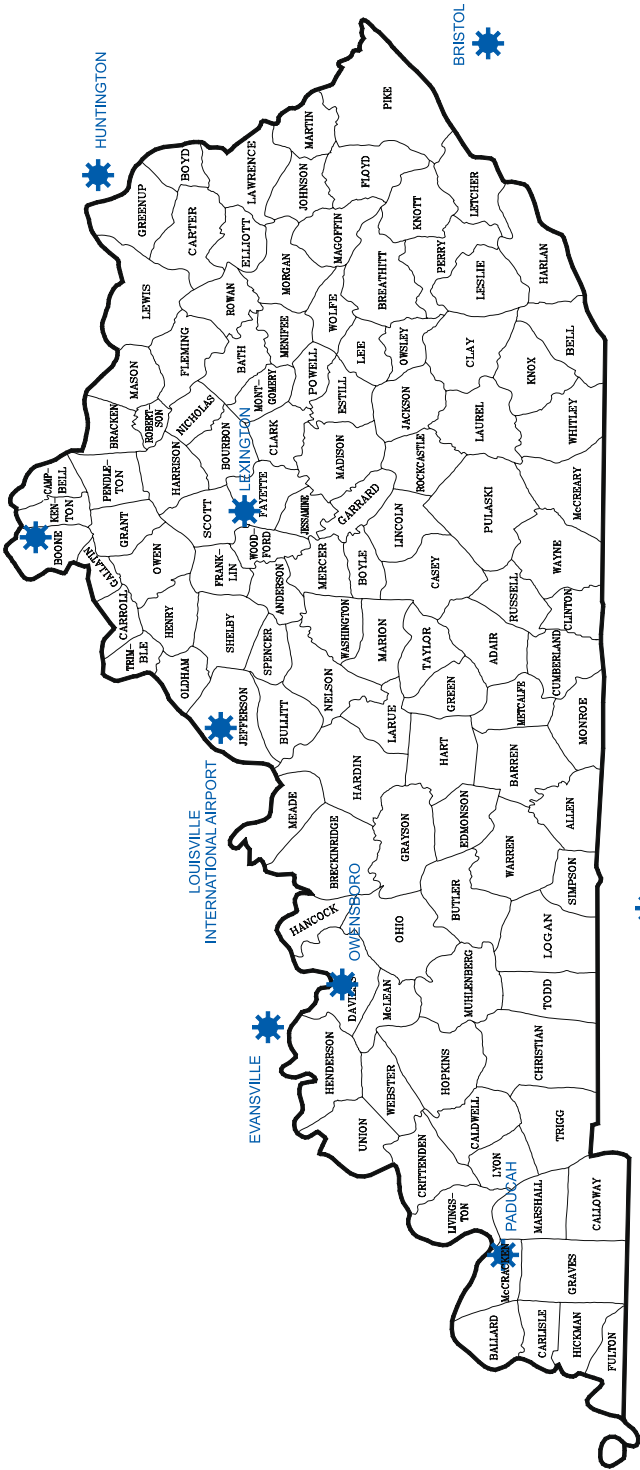 HUNTINGTON
BRISTOL
LOUISVILLE
INTERNATIONAL AIRPORT
LEXINGTON
OWENSBORO
EVANSVILLE
PADUCAH
BOONE
KEN-
TON
CAMP-
BELL
GALLATIN
CARROLL
TRIM-
BLE
GRANT
PENDLE-
TON
BRACKEN
MASON
ROBERT-
SON
LEWIS
GREENUP
BOYD
CARTER
FLEMING
NICHOLAS
HARRISON
OWEN
HENRY
OLDHAM
SCOTT
FRANK-
LIN
SHELBY
JEFFERSON
SPENCER
BULLITT
ANDERSON
WOOD-
FORD
FAYETTE
BOURBON
BATH
ROWAN
ELLIOTT
LAWRENCE
MARTIN
JOHNSON
MORGAN
MENIFEE
MONT-
GOMERY
CLARK
POWELL
WOLFE
MAGOFFIN
FLOYD
PIKE
KNOTT
BREATHITT
LEE
ESTILL
MADISON
JESSAMINE
GARRARD
MERCER
BOYLE
WASHINGTON
NELSON
MARION
LARUE
HARDIN
MEADE
BRECKINRIDGE
HANCOCK
DAVIESS
HENDERSON
UNION
WEBSTER
McLEAN
OHIO
GRAYSON
EDMONSON
HART
GREEN
TAYLOR
CASEY
LINCOLN
ROCKCASTLE
JACKSON
OWSLEY
PERRY
LETCHER
LESLIE
HARLAN
CLAY
KNOX
BELL
LAUREL
WHITLEY
PULASKI
McCREARY
WAYNE
RUSSELL
CLINTON
ADAIR
CUMBERLAND
METCALFE
MONROE
BARREN
ALLEN
WARREN
SIMPSON
BUTLER
LOGAN
MUHLENBERG
TODD
HOPKINS
CHRISTIAN
CALDWELL
TRIGG
CRITTENDEN
LYON
LIVINGS-
TON
MARSHALL
CALLOWAY
McCRACKEN
GRAVES
BALLARD
CARLISLE
HICKMAN
FULTON